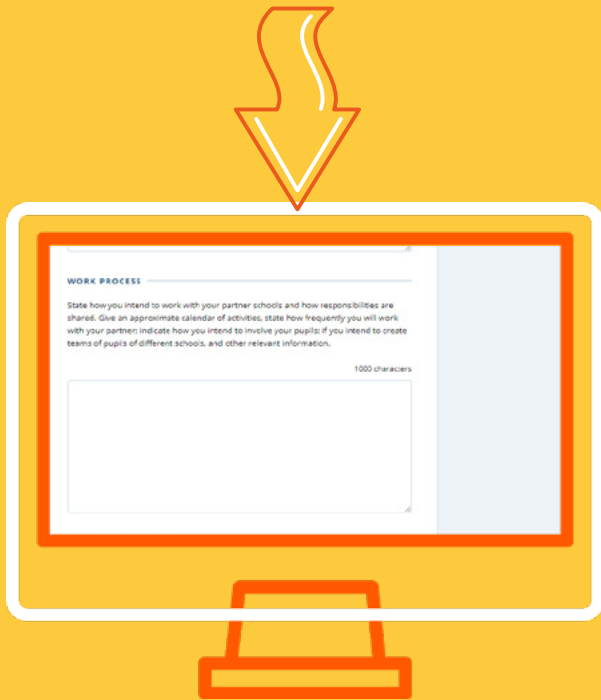 WORK PROCESS
State how you intend to work with your partner schools and how responsibilities are
shared. Give an approximate calendar of activities, state how frequently you will work
with your partner; indicate how you intend to involve your pupils; if you intend to create
teams of pupils of different schools, and other relevant information.
1000 characters